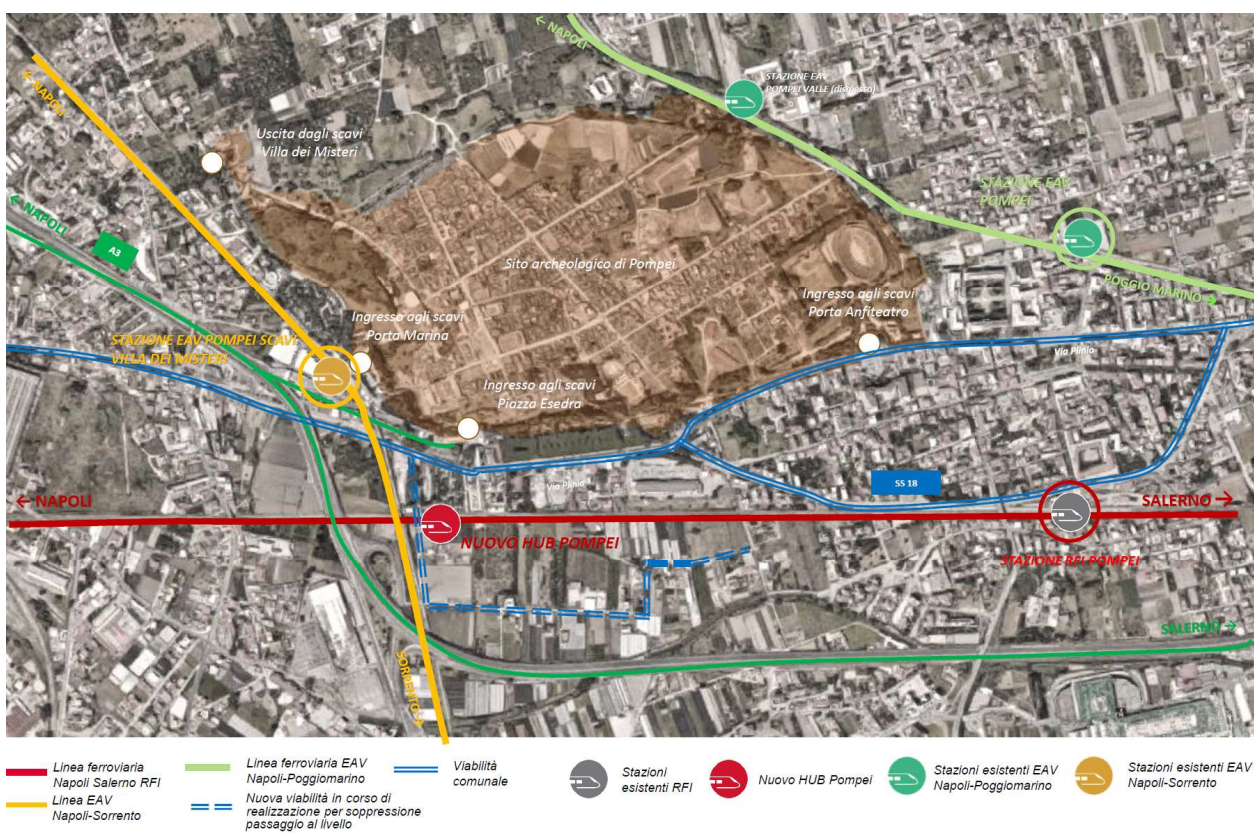 ← NAPOLI
← NAPOLI
STAZIONE EAV
POMPEI VALLE (dismessa)
Uscita dagli scavi
Villa dei Misteri
STAZIONE EAV
POMPEI
← NAPOLI
A3
Sito archeologico di Pompei
POGGIO MARINO →
Ingresso agli scavi
Porta Anfiteatro
Ingresso agli scavi
Porta Marina
STAZIONE EAV POMPEI SCAVI
VILLA DEI MISTERI
Via Plinio
Ingresso agli scavi
Piazza Esedra
Via Plinio
SS 18
← NAPOLI
SALERNO →
NUOVO HUB POMPEI
STAZIONE RFI POMPEI
SALERNO →
SORRENTO →
Linea ferroviaria
Napoli Salerno RFI
Linea EAV
Napoli-Sorrento
Linea ferroviaria EAV
Napoli-Poggiomarino
Nuova viabilità in corso di
realizzazione per soppressione
passaggio al livello
Viabilità
comunale
Stazioni
esistenti RFI
Nuovo HUB Pompei
Stazioni esistenti EAV
Napoli-Poggiomarino
Stazioni esistenti EAV
Napoli-Sorrento